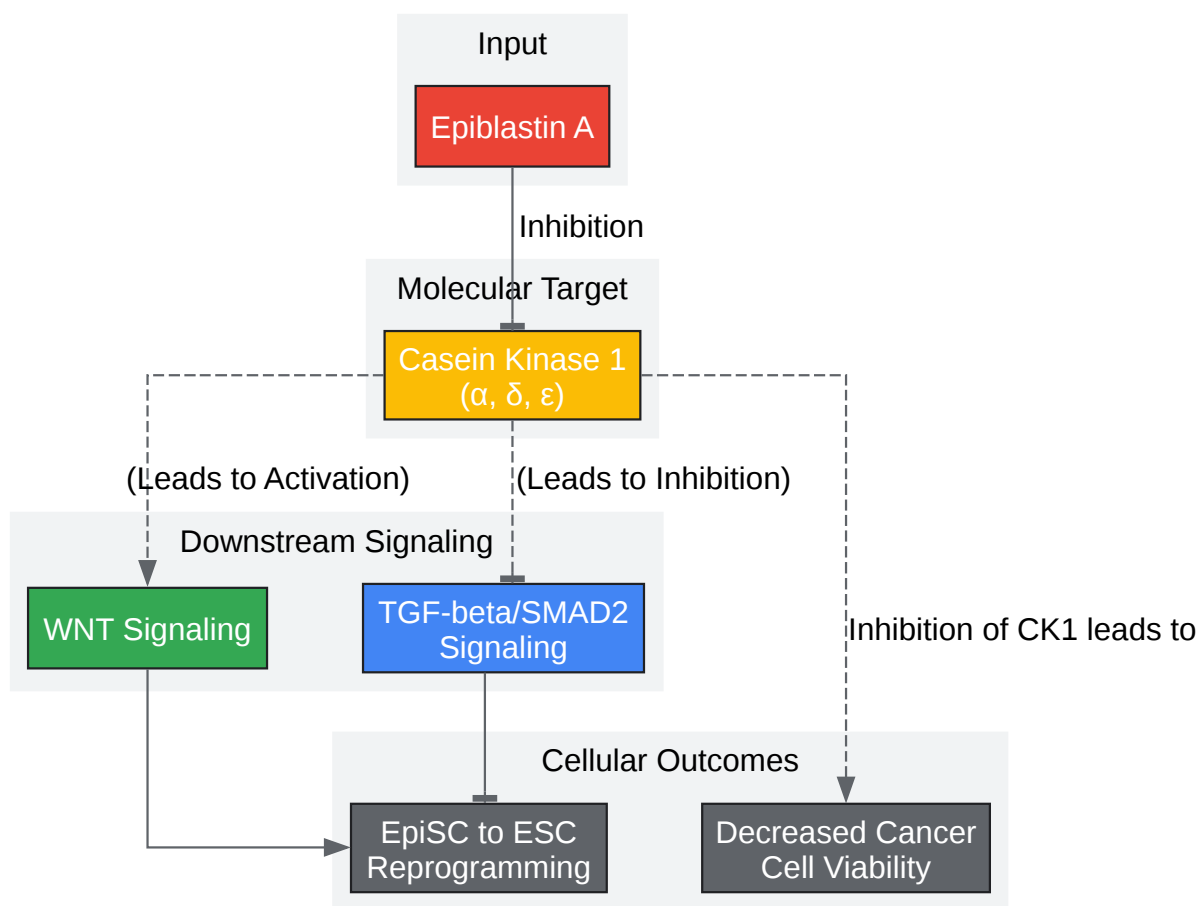 Input
Epiblastin A
Inhibition
Molecular Target
Casein Kinase 1
(α, δ, ε)
(Leads to Activation)
(Leads to Inhibition)
Downstream Signaling
WNT Signaling
TGF-beta/SMAD2
Signaling
Inhibition of CK1 leads to
Cellular Outcomes
EpiSC to ESC
Reprogramming
Decreased Cancer
Cell Viability